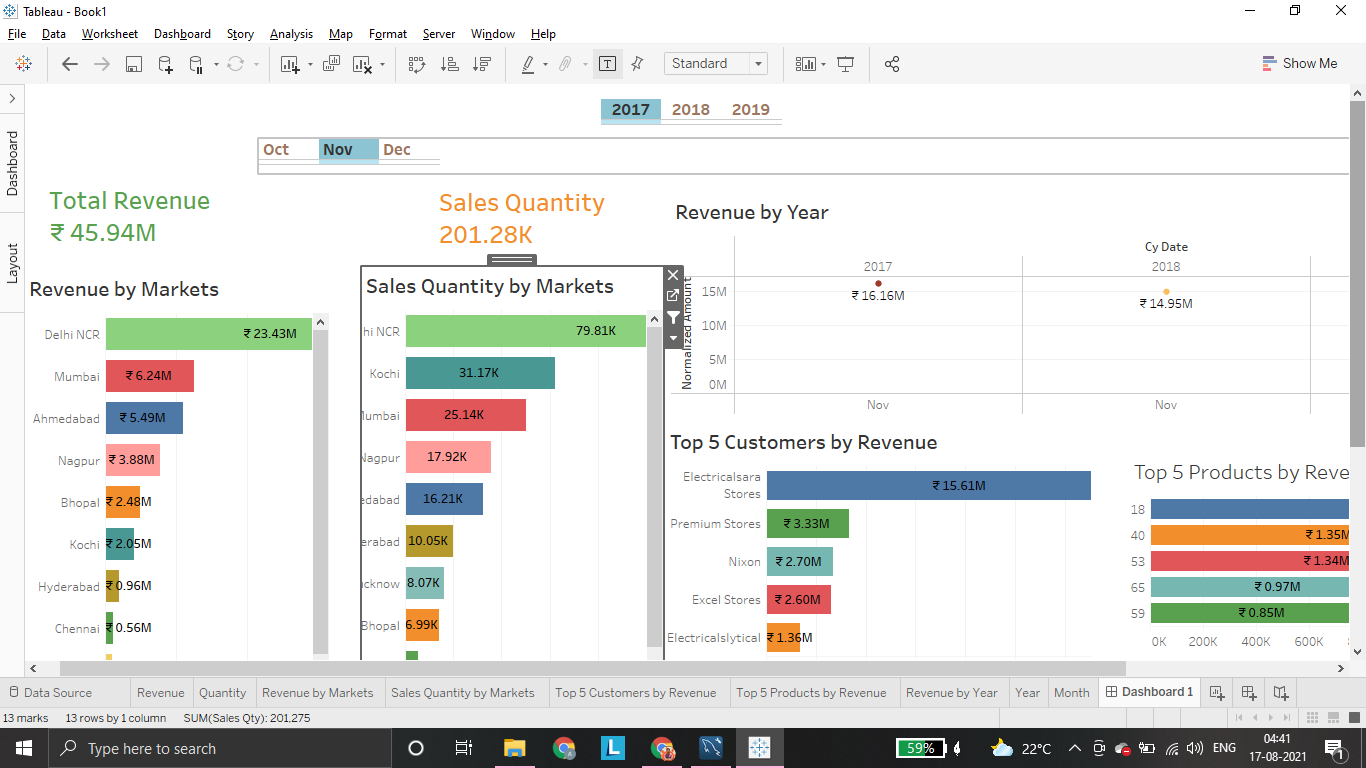 Tableau - Book1
File Data Worksheet Dashboard Story Analysis Map Format Server Window Help
Standard
Show Me
Dashboard
Layout
2017 2018 2019
Oct Nov Dec
Total Revenue
₹ 45.94M
Sales Quantity
201.28K
Revenue by Markets
Delhi NCR ₹ 23.43M
Mumbai ₹ 6.24M
Ahmedabad ₹ 5.49M
Nagpur ₹ 3.88M
Bhopal ₹ 2.48M
Kochi ₹ 2.05M
Hyderabad ₹ 0.96M
Chennai ₹ 0.56M
Sales Quantity by Markets
hi NCR 79.81K
Kochi 31.17K
umbai 25.14K
Nagpur 17.92K
edabad 16.21K
erabad 10.05K
cknow 8.07K
Bhopal 6.99K
Revenue by Year
Cy Date
2017 2018
Normalized Amount
15M
10M
5M
0M
₹ 16.16M
₹ 14.95M
Nov Nov
Top 5 Customers by Revenue
Electricalsara
Stores
₹ 15.61M
Premium Stores ₹ 3.33M
Nixon ₹ 2.70M
Excel Stores ₹ 2.60M
Electricalslytical ₹ 1.36M
Top 5 Products by Reve
18
40 ₹ 1.35M
53 ₹ 1.34M
65 ₹ 0.97M
59 ₹ 0.85M
0K 200K 400K 600K
Data Source Revenue Quantity Revenue by Markets Sales Quantity by Markets Top 5 Customers by Revenue Top 5 Products by Revenue Revenue by Year Year Month Dashboard 1
13 marks 13 rows by 1 column SUM(Sales Qty): 201.275
Type here to search
L
59%
22°C
ENG
04:41
17-08-2021
1